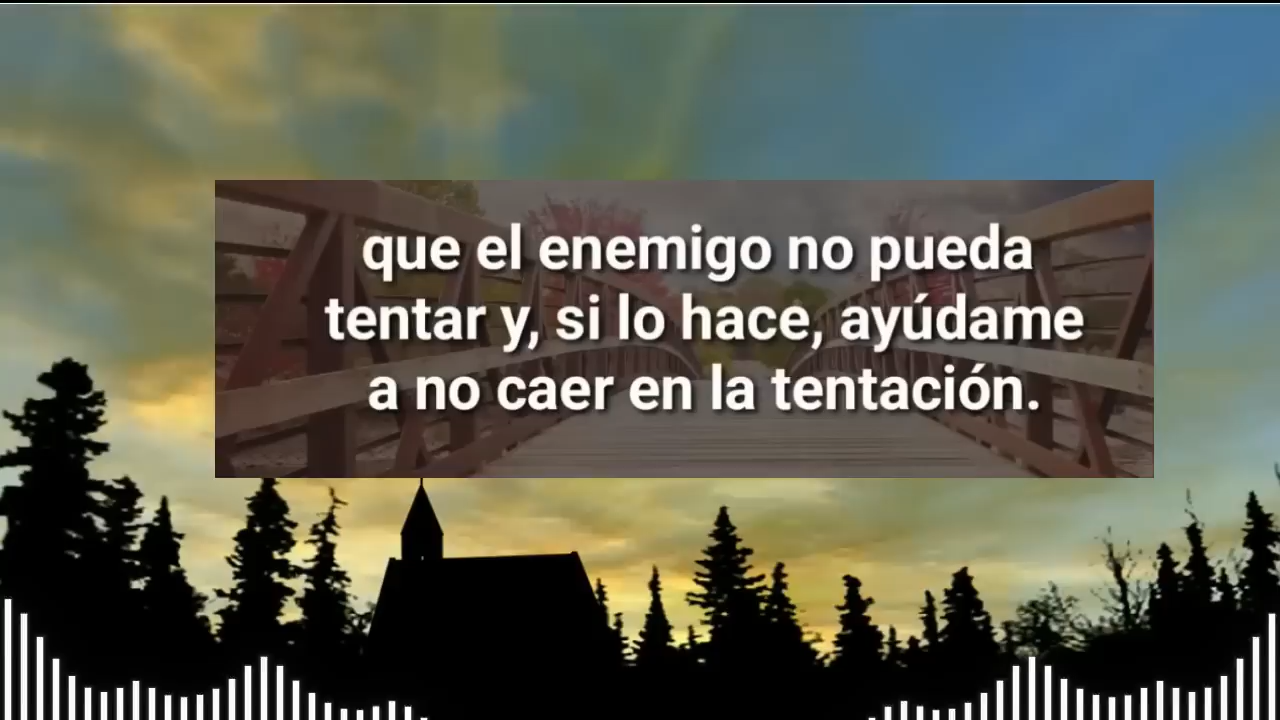 que el enemigo no pueda
tentar y, si lo hace, ayúdame
a no caer en la tentación.